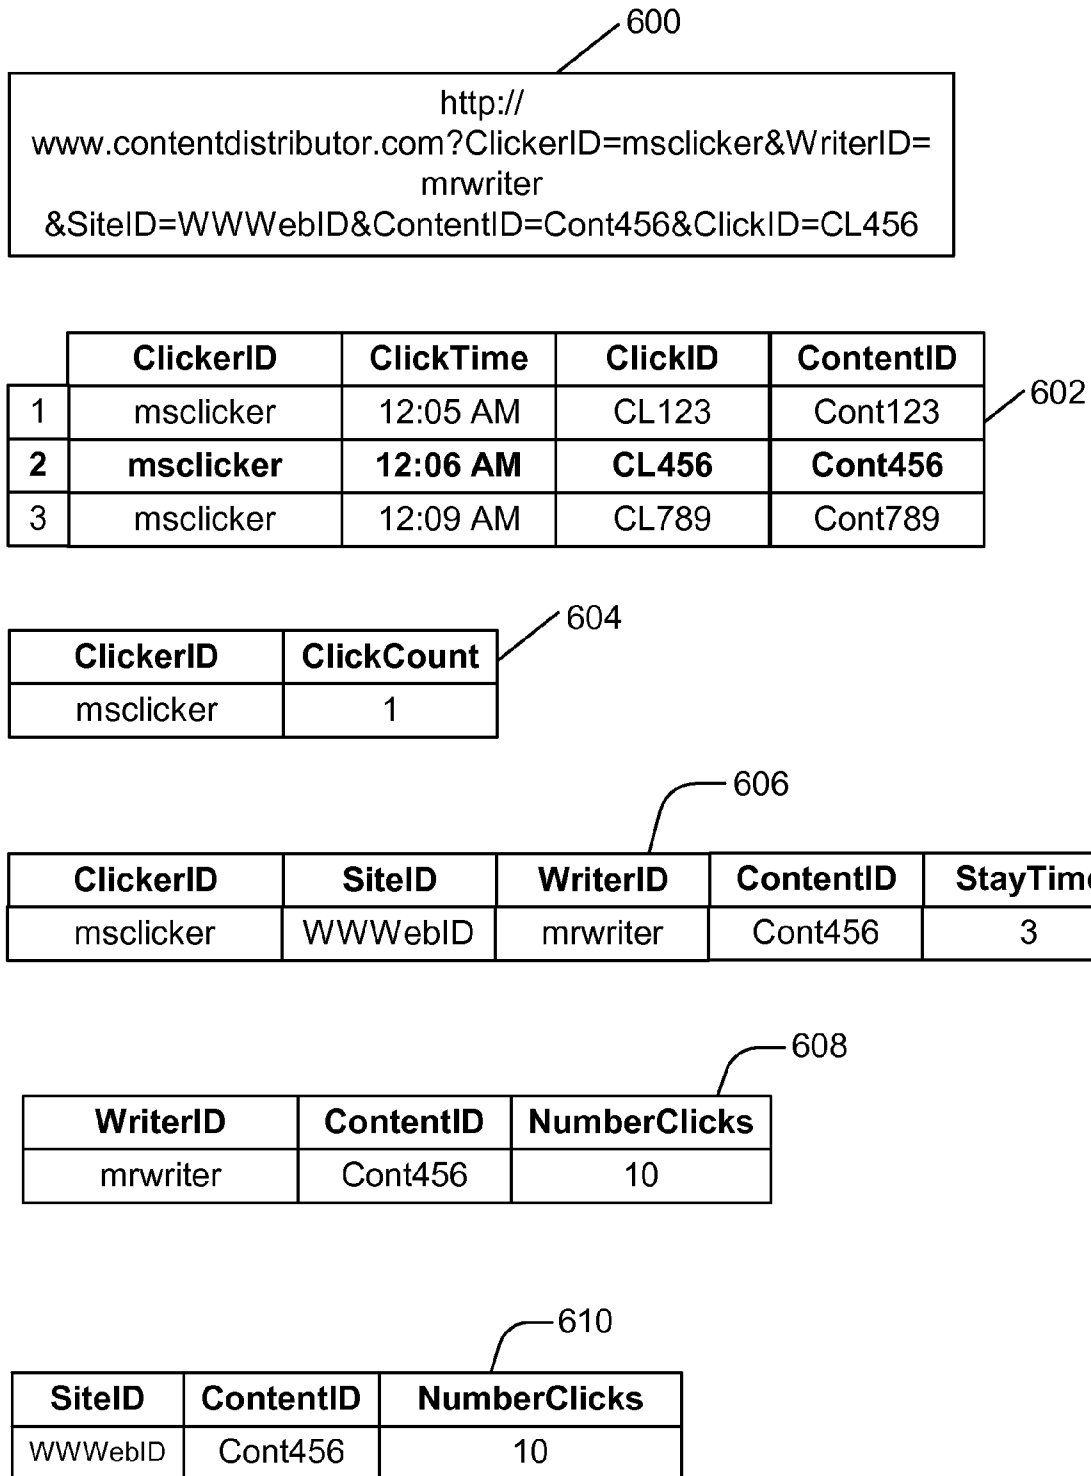 600
http://
www.contentdistributor.com?ClickerID=msclicker&WriterID=
mrwriter
&SiteID=WWWebID&ContentID=Cont456&ClickID=CL456
ClickerID ClickTime ClickID ContentID
602
1 msclicker 12:05 AM CL123 Cont123
2 msclicker 12:06 AM CL456 Cont456
3 msclicker 12:09 AM CL789 Cont789
604
ClickerID ClickCount
msclicker 1
606
ClickerID SiteID WriterID ContentID StayTime
msclicker WWWebID mrwriter Cont456 3
608
WriterID ContentID NumberClicks
mrwriter Cont456 10
610
SiteID ContentID NumberClicks
WWWebID Cont456 10